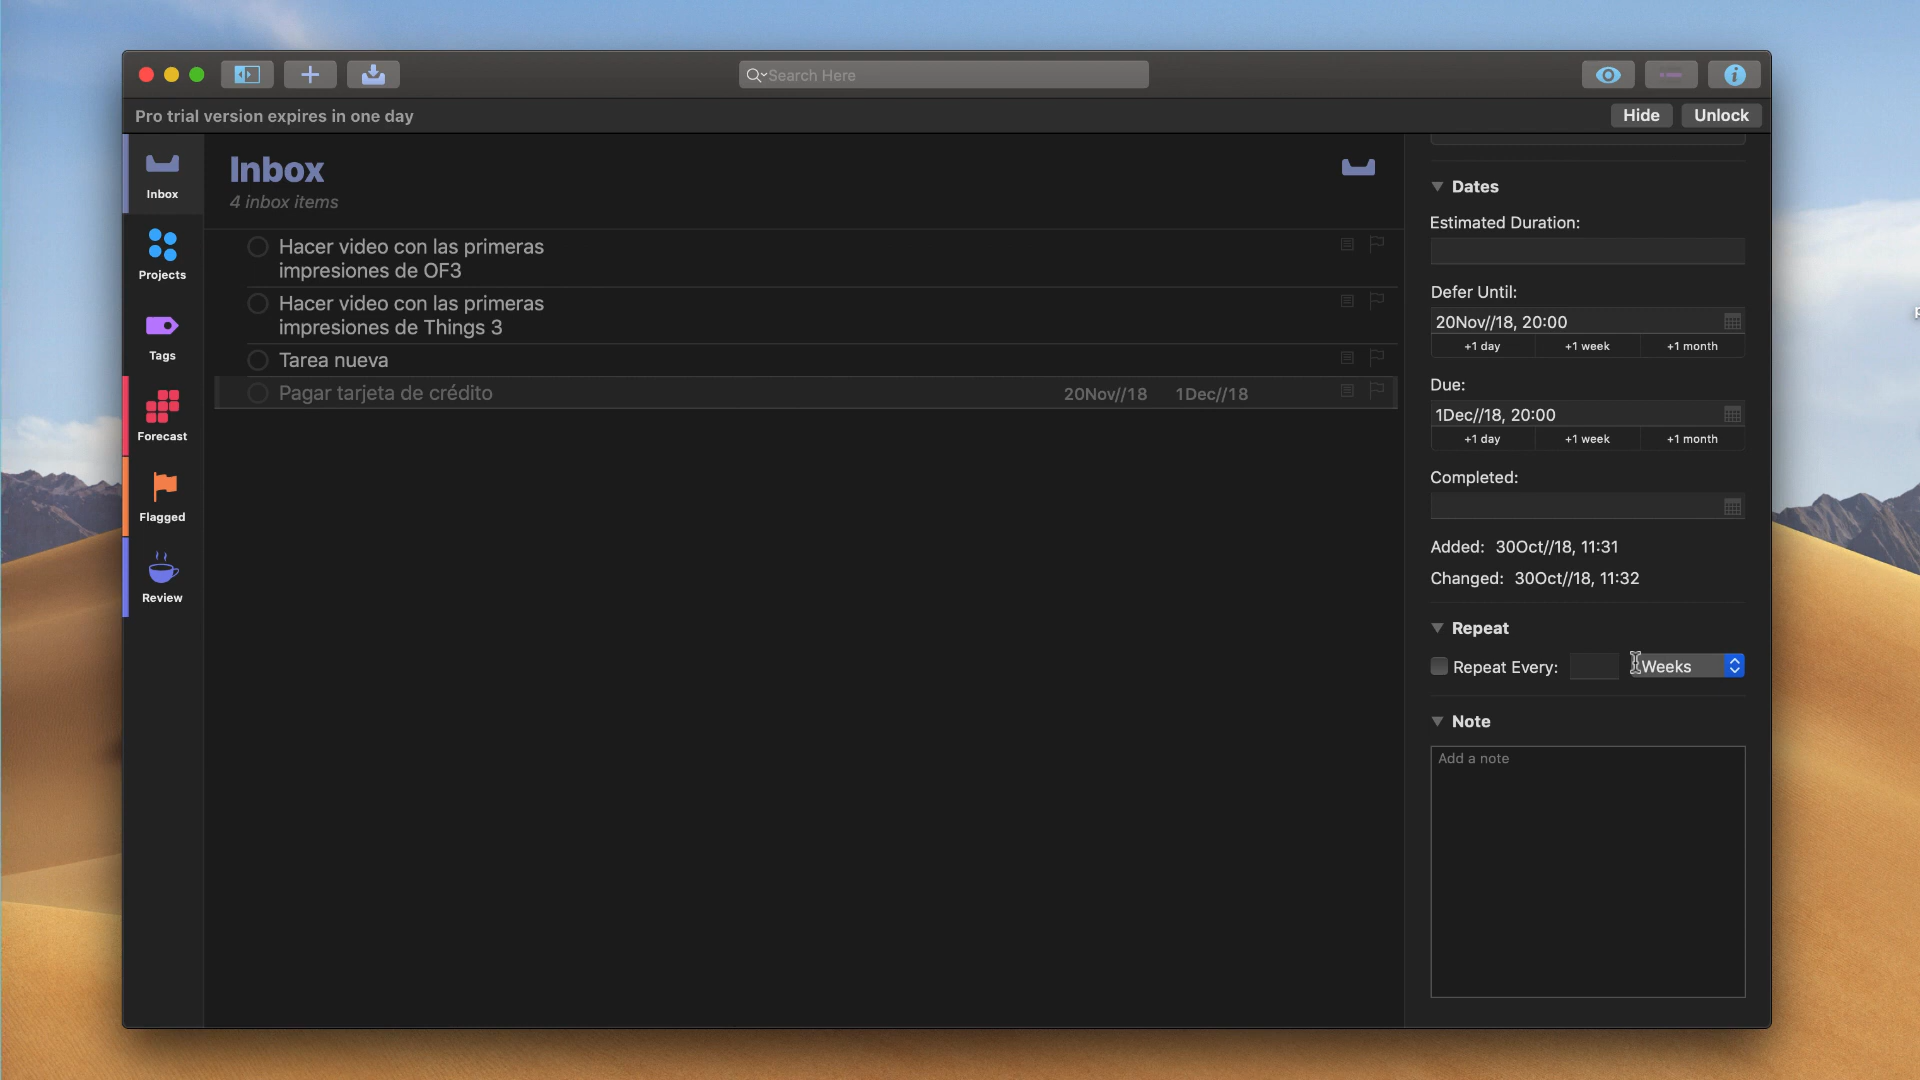 Search Here
Pro trial version expires in one day
Hide
Unlock
Inbox
Projects
Tags
Forecast
Flagged
Review
Inbox
4 inbox items
Hacer video con las primeras
impresiones de OF3
Hacer video con las primeras
impresiones de Things 3
Tarea nueva
Pagar tarjeta de crédito 20Nov//18 1Dec//18
Dates
Estimated Duration:
Defer Until:
20Nov//18, 20:00
+1 day +1 week +1 month
Due:
1Dec//18, 20:00
+1 day +1 week +1 month
Completed:
Added: 30Oct//18, 11:31
Changed: 30Oct//18, 11:32
Repeat
Repeat Every: Weeks
Note
Add a note